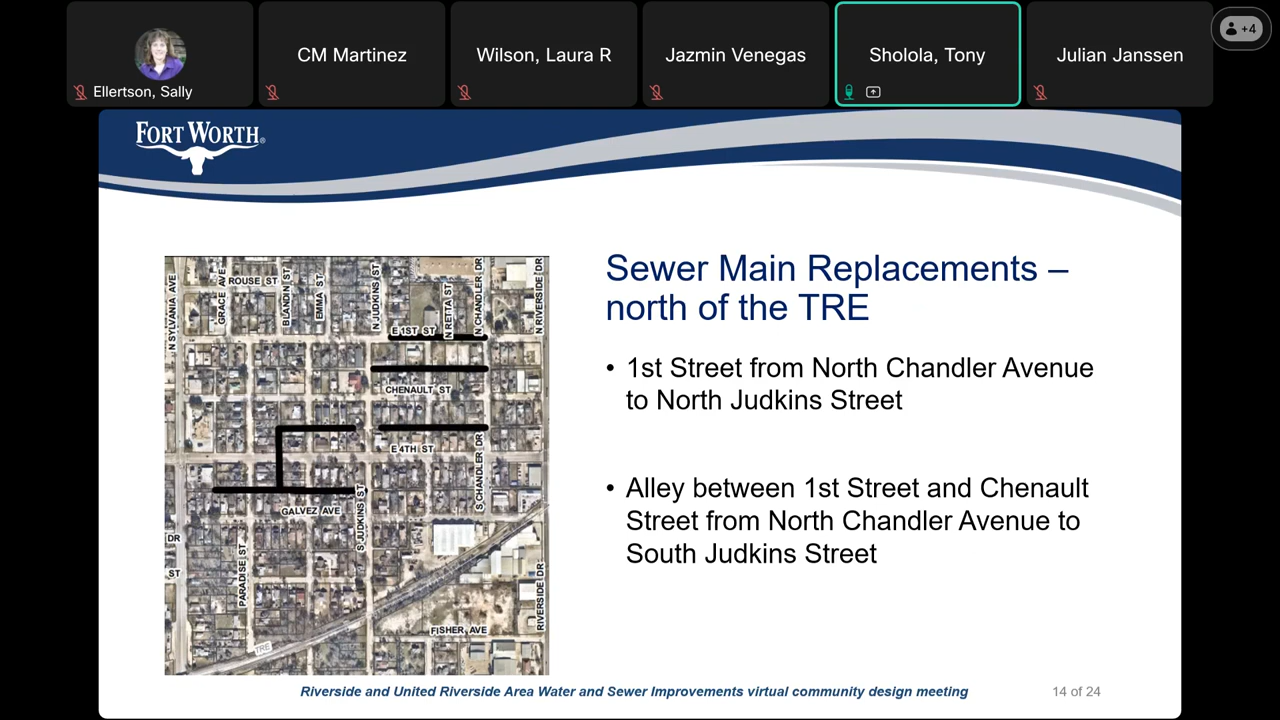 CM Martinez
Wilson, Laura R
Jazmin Venegas
Sholola, Tony
Julian Janssen
+4
Ellertson, Sally
FORT WORTH®
Sewer Main Replacements –
north of the TRE
• 1st Street from North Chandler Avenue
to North Judkins Street
• Alley between 1st Street and Chenault
Street from North Chandler Avenue to
South Judkins Street
N SYLVANIA AVE
GRACE AVE
ROUSE ST
BLANDIN ST
EMMA ST
N JUDKINS ST
N RETTA ST
N CHANDLER DR
N RIVERSIDE DR
E 1ST ST
CHENAULT ST
E 4TH ST
S CHANDLER DR
GALVEZ AVE
S JUDKINS ST
DR
ST
PARADISE ST
RIVERSIDE DR
FISHER AVE
TRE
Riverside and United Riverside Area Water and Sewer Improvements virtual community design meeting
14 of 24